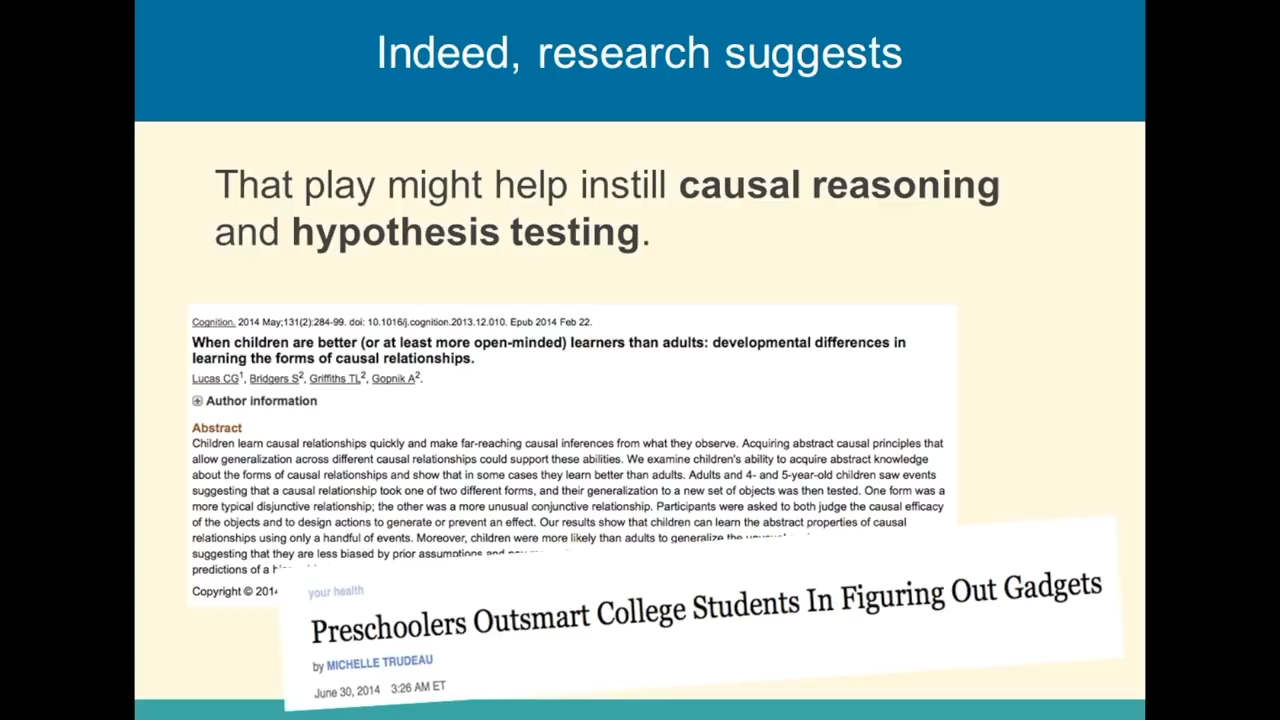 Indeed, research suggests
That play might help instill causal reasoning
and hypothesis testing.
Cognition. 2014 May;131(2):284-99. doi: 10.1016/j.cognition.2013.12.010. Epub 2014 Feb 22.
When children are better (or at least more open-minded) learners than adults: developmental differences in
learning the forms of causal relationships.
Lucas CG1, Bridgers S2, Griffiths TL2, Gopnik A2.
Author information
Abstract
Children learn causal relationships quickly and make far-reaching causal inferences from what they observe. Acquiring abstract causal principles that
allow generalization across different causal relationships could support these abilities. We examine children's ability to acquire abstract knowledge
about the forms of causal relationships and show that in some cases they learn better than adults. Adults and 4- and 5-year-old children saw events
suggesting that a causal relationship took one of two different forms, and their generalization to a new set of objects was then tested. One form was a
more typical disjunctive relationship; the other was a more unusual conjunctive relationship. Participants were asked to both judge the causal efficacy
of the objects and to design actions to generate or prevent an effect. Our results show that children can learn the abstract properties of causal
relationships using only a handful of events. Moreover, children were more likely than adults to generalize the
suggesting that they are less biased by prior assumptions and
predictions of a
Copyright © 2014
your health
Preschoolers Outsmart College Students In Figuring Out Gadgets
by MICHELLE TRUDEAU
June 30, 2014 3:26 AM ET